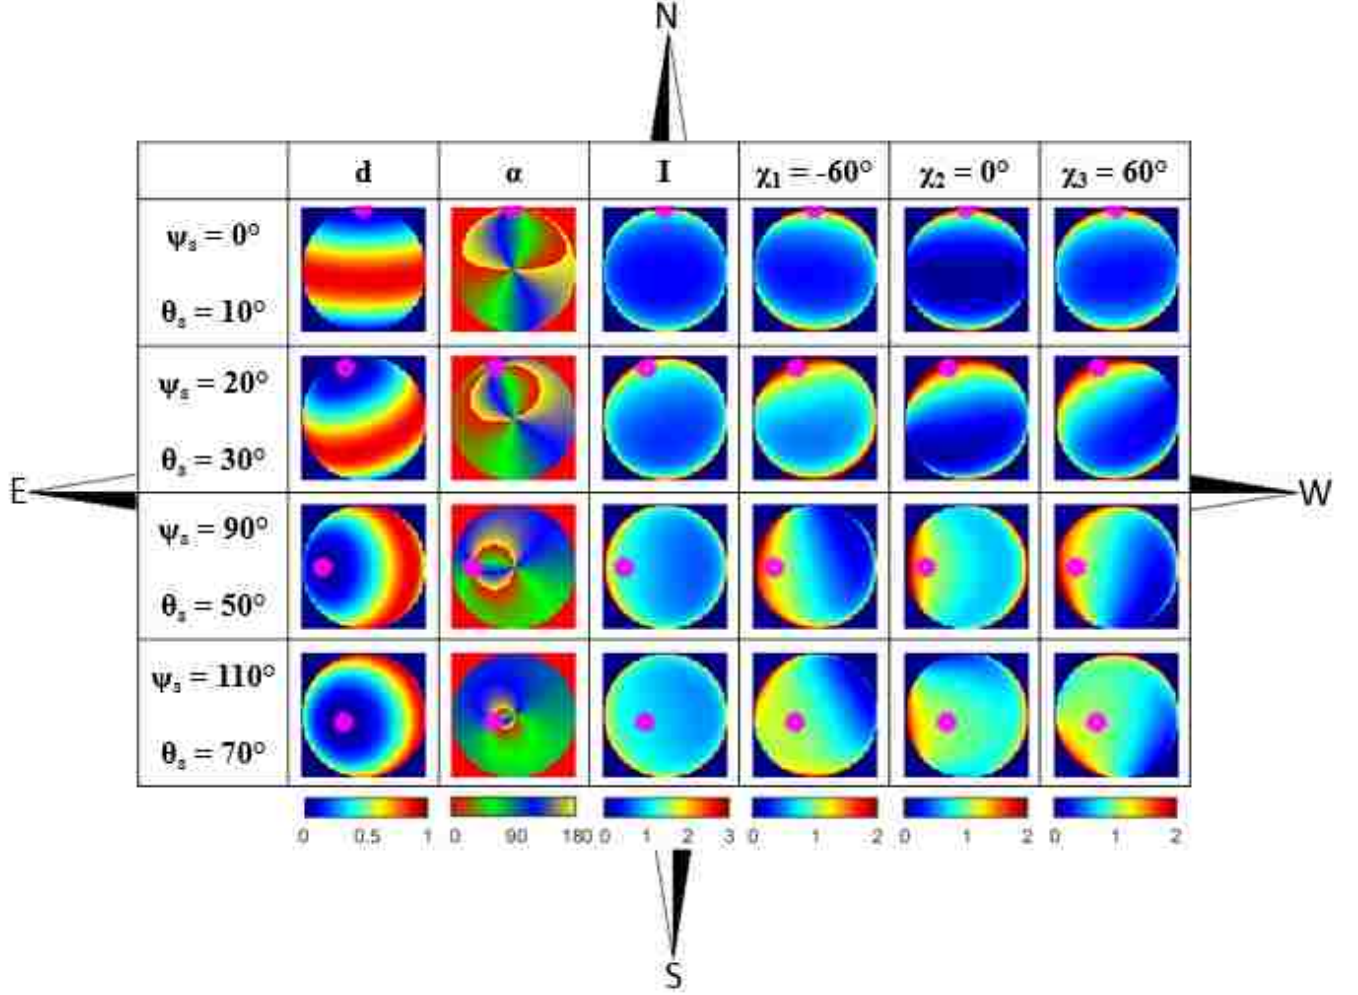 N
d α I χ₁ = -60° χ₂ = 0° χ₃ = 60°
ψₛ = 0°
θₛ = 10°
ψₛ = 20°
θₛ = 30°
E W
ψₛ = 90°
θₛ = 50°
ψₛ = 110°
θₛ = 70°
0 0.5 1 0 90 180 0 1 2 3 0 1 2 0 1 2 0 1 2
S